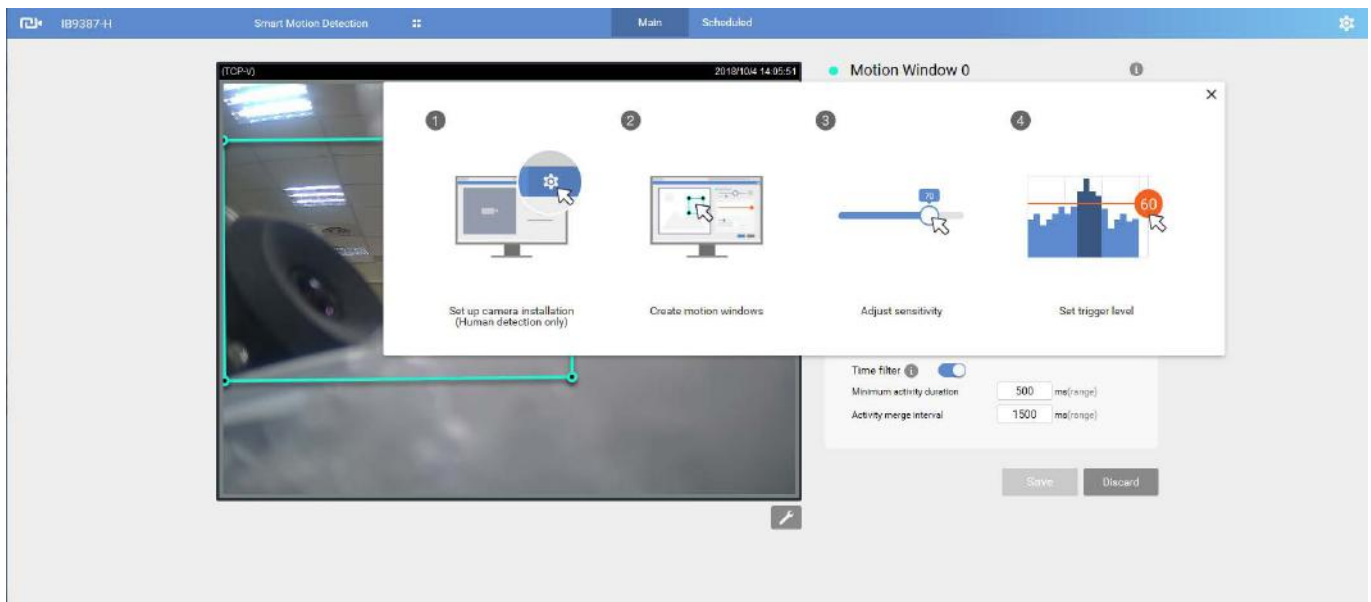 IB9387-H
Smart Motion Detection
Main
Scheduled
(TCP-V)
2018/10/4 14:05:51
Motion Window 0
1
2
3
4
70
60
Set up camera installation
(Human detection only)
Create motion windows
Adjust sensitivity
Set trigger level
Time filter
Minimum activity duration 500 ms(range)
Activity merge interval 1500 ms(range)
Save
Discard